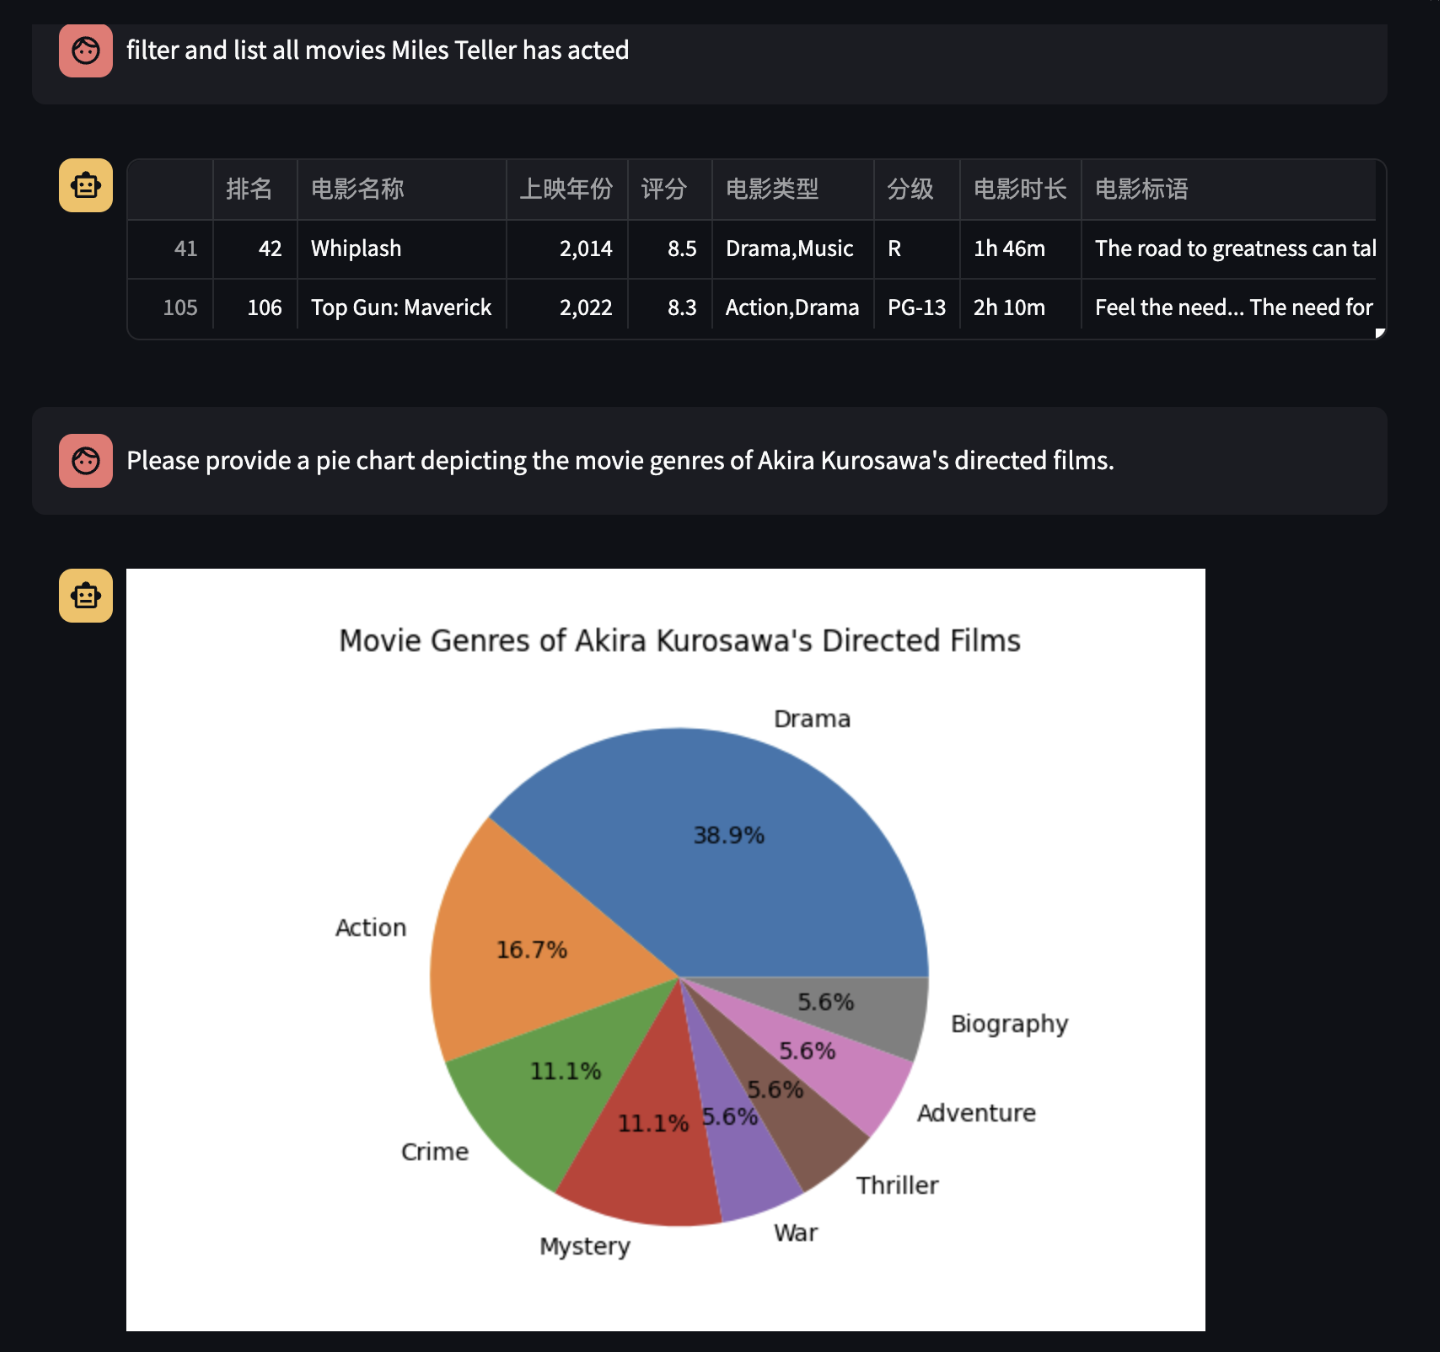 filter and list all movies Miles Teller has acted
排名 电影名称 上映年份 评分 电影类型 分级 电影时长 电影标语
41 42 Whiplash 2,014 8.5 Drama,Music R 1h 46m The road to greatness can tal
105 106 Top Gun: Maverick 2,022 8.3 Action,Drama PG-13 2h 10m Feel the need... The need for
Please provide a pie chart depicting the movie genres of Akira Kurosawa's directed films.
Movie Genres of Akira Kurosawa's Directed Films
Drama
38.9%
Action
16.7%
5.6%
Biography
5.6%
11.1%
5.6%
Adventure
11.1%
5.6%
Crime
Thriller
War
Mystery